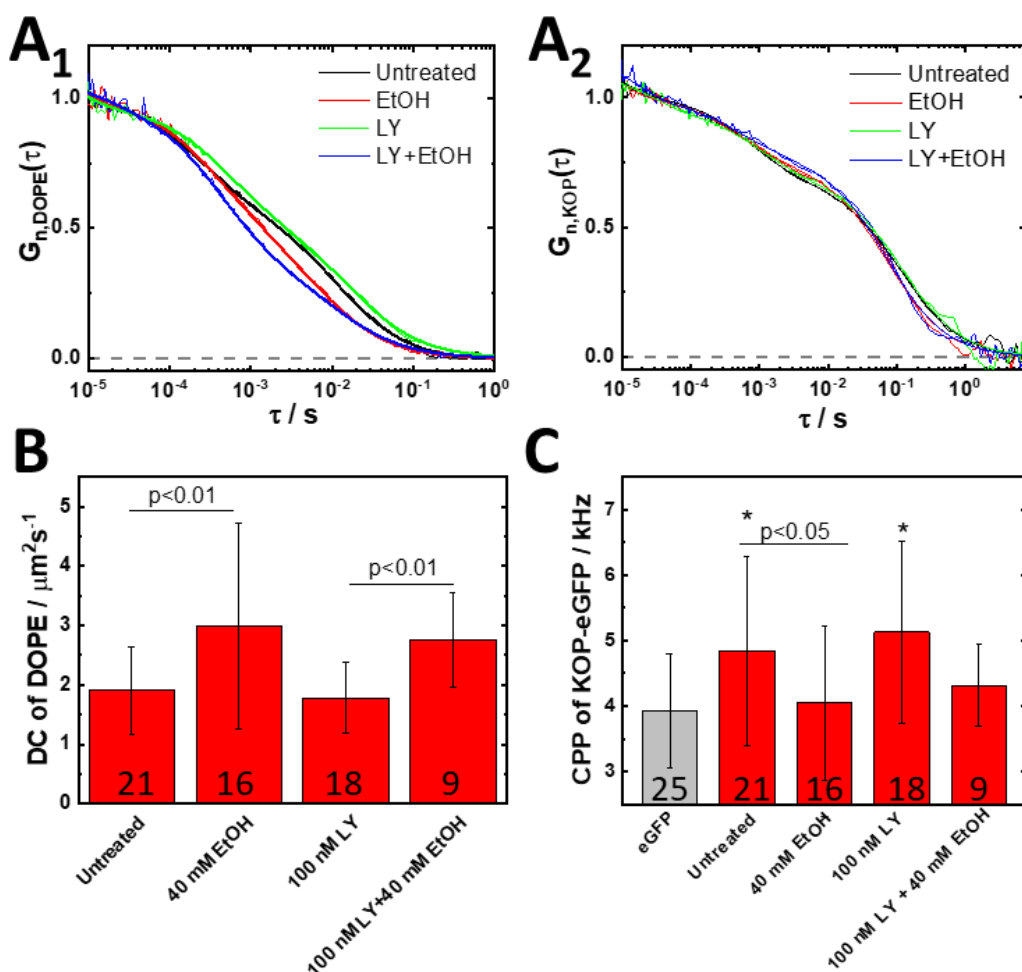 A1
Untreated
EtOH
LY
LY+EtOH
Gn,DOPE(τ)
1.0
0.5
0.0
10⁻⁵ 10⁻⁴ 10⁻³ 10⁻² 10⁻¹ 10⁰
τ / s
A2
Untreated
EtOH
LY
LY+EtOH
Gn,KOP(τ)
1.0
0.5
0.0
10⁻⁵ 10⁻⁴ 10⁻³ 10⁻² 10⁻¹ 10⁰
τ / s
B
DC of DOPE / μm²s⁻¹
5
4
3
2
1
0
p<0.01
p<0.01
21 16 18 9
Untreated
40 mM EtOH
100 nM LY
100 nM LY+40 mM EtOH
C
CPP of KOP-eGFP / kHz
7
6
5
4
3
* *
p<0.05
25 21 16 18 9
eGFP
Untreated
40 mM EtoH
100 nM LY
100 nM LY + 40 mM EtOH